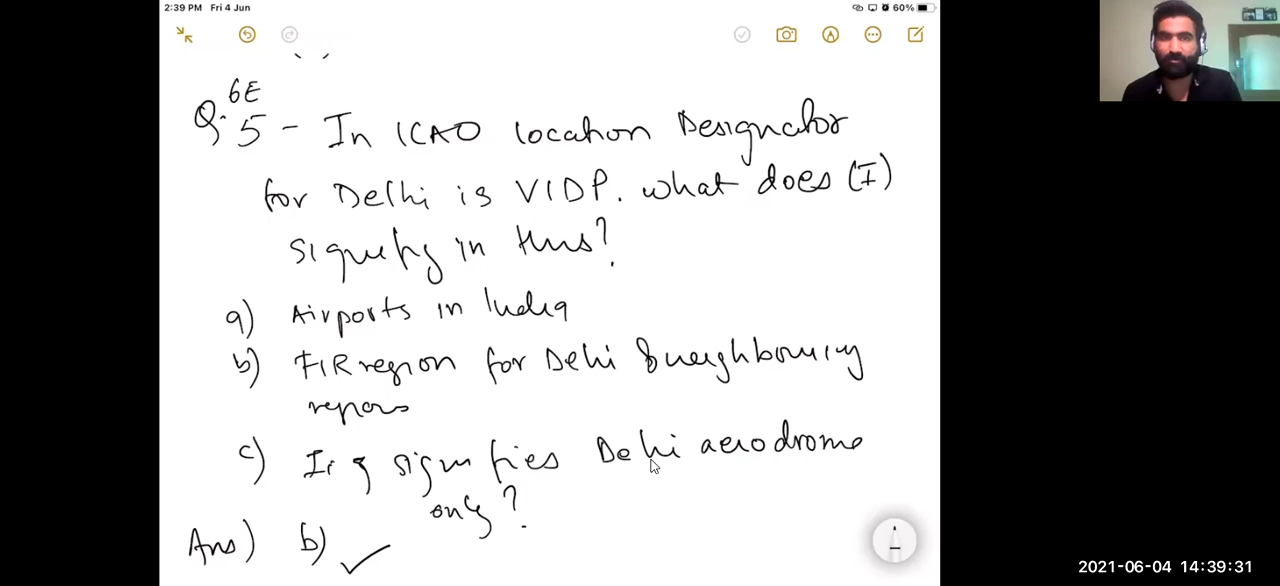 2:39 PM Fri 4 Jun
60%
6E
Q.5 - In ICAO location Designator
for Delhi is VIDP. what does (I)
signify in this?
a) Airports in India
b) FIR region for Delhi & neighbouring
c) signifies Delhi aerodrome
only?
Ans) b)
2021-06-04 14:39:31